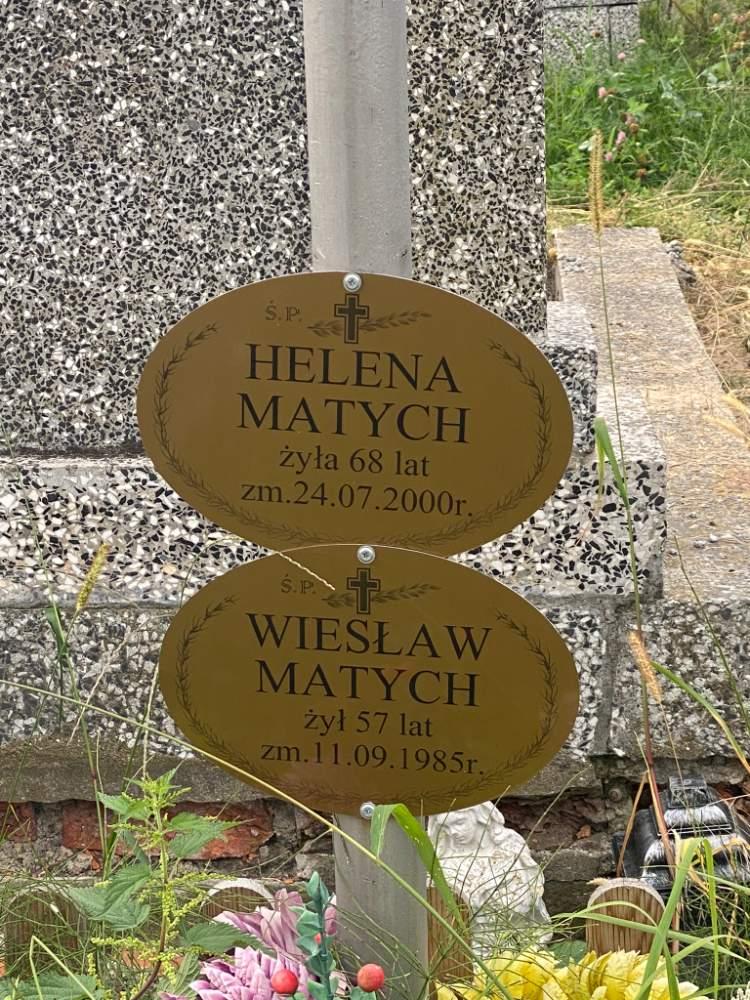 Ś.P.
HELENA
MATYCH
żyła 68 lat
zm.24.07.2000r.
Ś.P.
WIESŁAW
MATYCH
żył 57 lat
zm.11.09.1985r.